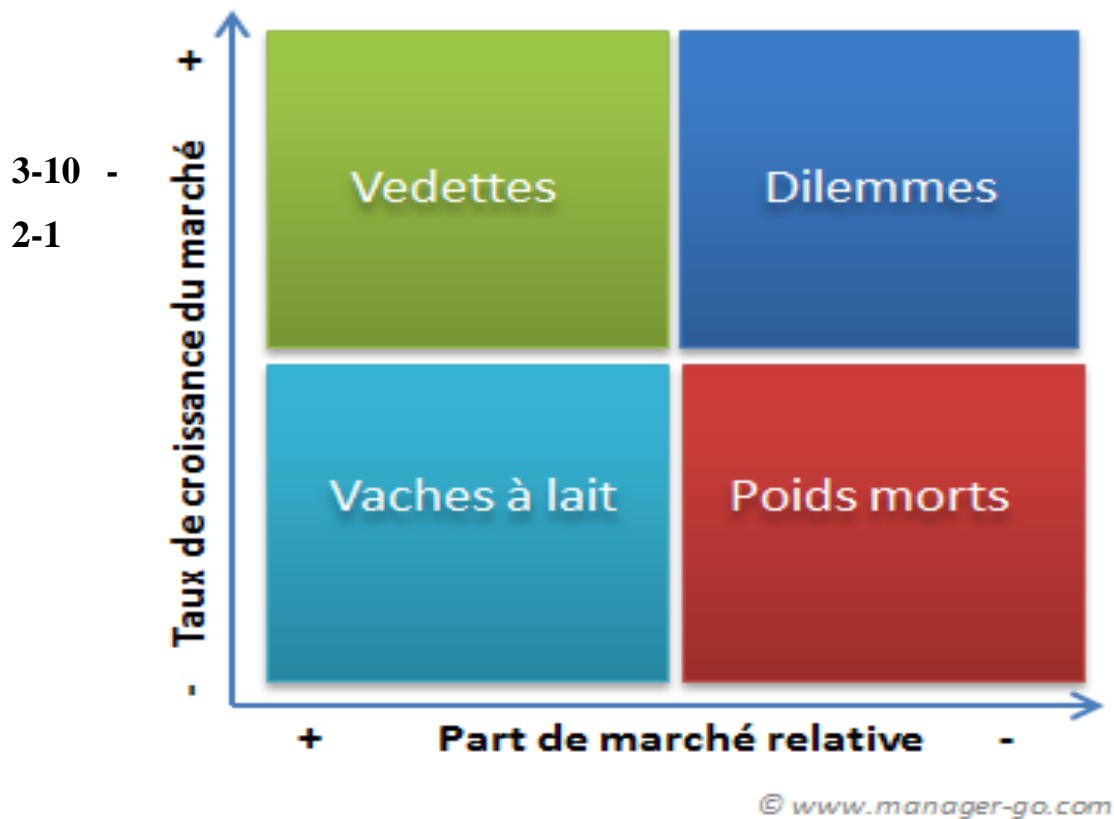 +
3-10 -
2-1
Taux de croissance du marché
Vedettes
Dilemmes
Vaches à lait
Poids morts
-
+ Part de marché relative -
© www.manager-go.com